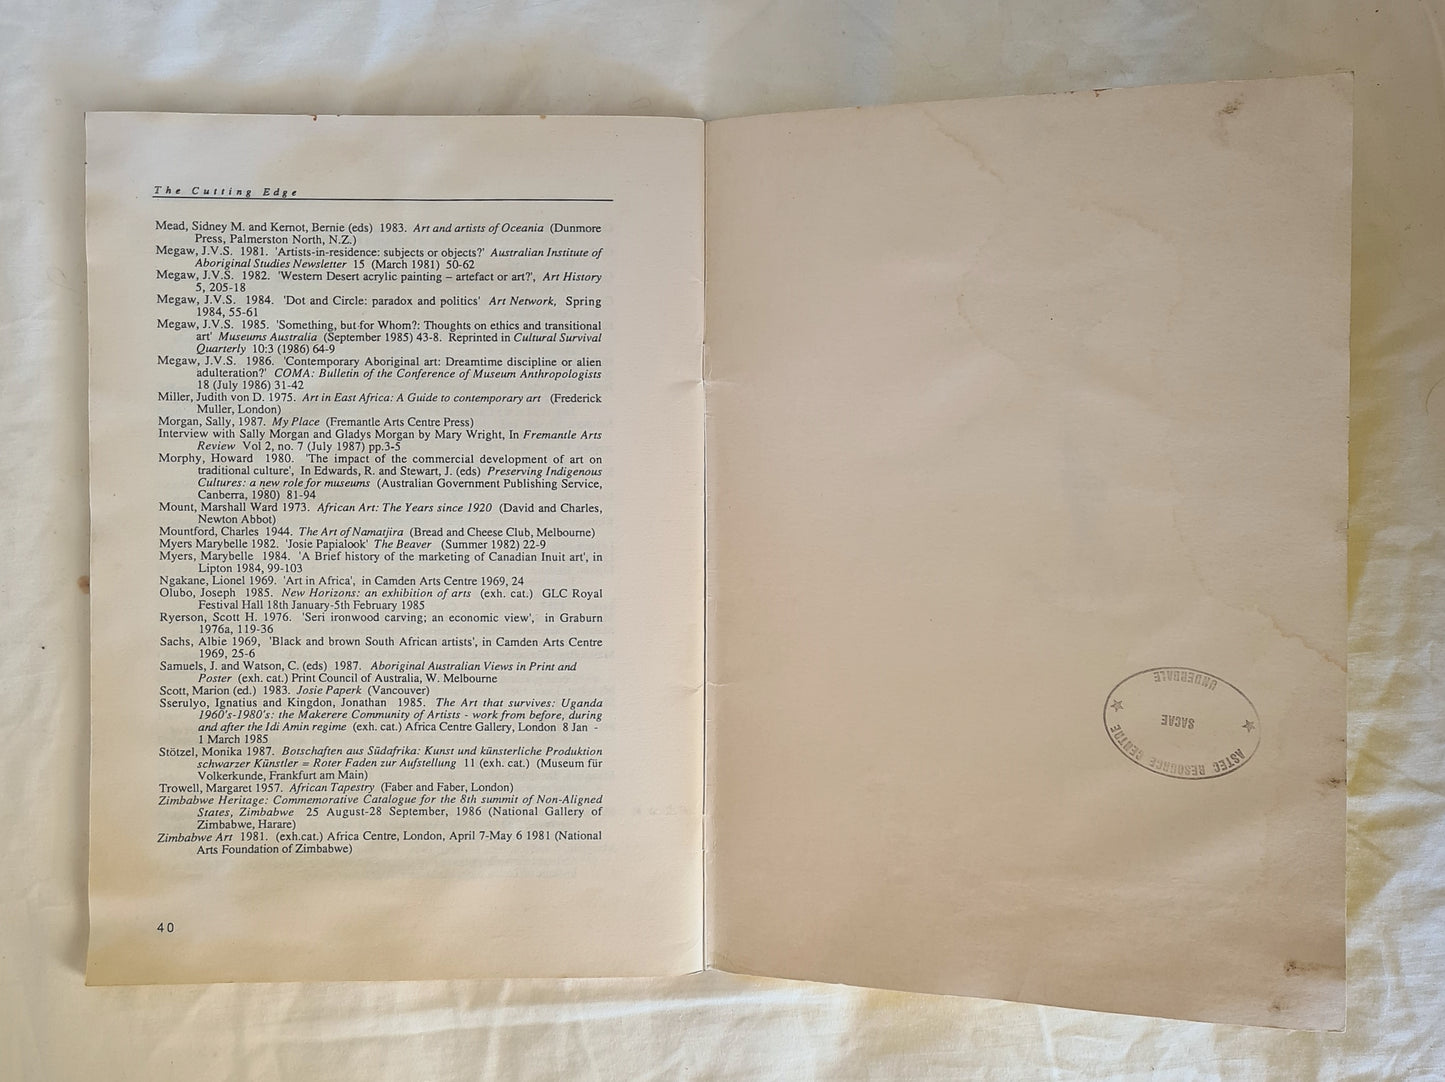 The Cutting Edge
Mead, Sidney M. and Kernot, Bernie (eds) 1983. Art and artists of Oceania (Dunmore
Press, Palmerston North, N.Z.)
Megaw, J.V.S. 1981. 'Artists-in-residence: subjects or objects?' Australian Institute of
Aboriginal Studies Newsletter 15 (March 1981) 50-62
Megaw, J.V.S. 1982. 'Western Desert acrylic painting – artefact or art?', Art History
5, 205-18
Megaw, J.V.S. 1984. 'Dot and Circle: paradox and politics' Art Network, Spring
1984, 55-61
Megaw, J.V.S. 1985. 'Something, but for Whom?: Thoughts on ethics and transitional
art' Museums Australia (September 1985) 43-8. Reprinted in Cultural Survival
Quarterly 10:3 (1986) 64-9
Megaw, J.V.S. 1986. 'Contemporary Aboriginal art: Dreamtime discipline or alien
adulteration?' COMA: Bulletin of the Conference of Museum Anthropologists
18 (July 1986) 31-42
Miller, Judith von D. 1975. Art in East Africa: A Guide to contemporary art (Frederick
Muller, London)
Morgan, Sally, 1987. My Place (Fremantle Arts Centre Press)
Interview with Sally Morgan and Gladys Morgan by Mary Wright, In Fremantle Arts
Review Vol 2, no. 7 (July 1987) pp.3-5
Morphy, Howard 1980. 'The impact of the commercial development of art on
traditional culture', In Edwards, R. and Stewart, J. (eds) Preserving Indigenous
Cultures: a new role for museums (Australian Government Publishing Service,
Canberra, 1980) 81-94
Mount, Marshall Ward 1973. African Art: The Years since 1920 (David and Charles,
Newton Abbot)
Mountford, Charles 1944. The Art of Namatjira (Bread and Cheese Club, Melbourne)
Myers Marybelle 1982. 'Josie Papialook' The Beaver (Summer 1982) 22-9
Myers, Marybelle 1984. 'A Brief history of the marketing of Canadian Inuit art', in
Lipton 1984, 99-103
Ngakane, Lionel 1969. 'Art in Africa', in Camden Arts Centre 1969, 24
Olubo, Joseph 1985. New Horizons: an exhibition of arts (exh. cat.) GLC Royal
Festival Hall 18th January-5th February 1985
Ryerson, Scott H. 1976. 'Seri ironwood carving; an economic view', in Graburn
1976a, 119-36
Sachs, Albie 1969, 'Black and brown South African artists', in Camden Arts Centre
1969, 25-6
Samuels, J. and Watson, C. (eds) 1987. Aboriginal Australian Views in Print and
Poster (exh. cat.) Print Council of Australia, W. Melbourne
Scott, Marion (ed.) 1983. Josie Paperk (Vancouver)
Sserulyo, Ignatius and Kingdon, Jonathan 1985. The Art that survives: Uganda
1960's-1980's: the Makerere Community of Artists - work from before, during
and after the Idi Amin regime (exh. cat.) Africa Centre Gallery, London 8 Jan -
1 March 1985
Stötzel, Monika 1987. Botschaften aus Südafrika: Kunst und künsterliche Produktion
schwarzer Künstler = Roter Faden zur Aufstellung 11 (exh. cat.) (Museum für
Volkerkunde, Frankfurt am Main)
Trowell, Margaret 1957. African Tapestry (Faber and Faber, London)
Zimbabwe Heritage: Commemorative Catalogue for the 8th summit of Non-Aligned
States, Zimbabwe 25 August-28 September, 1986 (National Gallery of
Zimbabwe, Harare)
Zimbabwe Art 1981. (exh.cat.) Africa Centre, London, April 7-May 6 1981 (National
Arts Foundation of Zimbabwe)
40
ASTEC RESOURCE CENTRE
SACAE
UNDERDALE